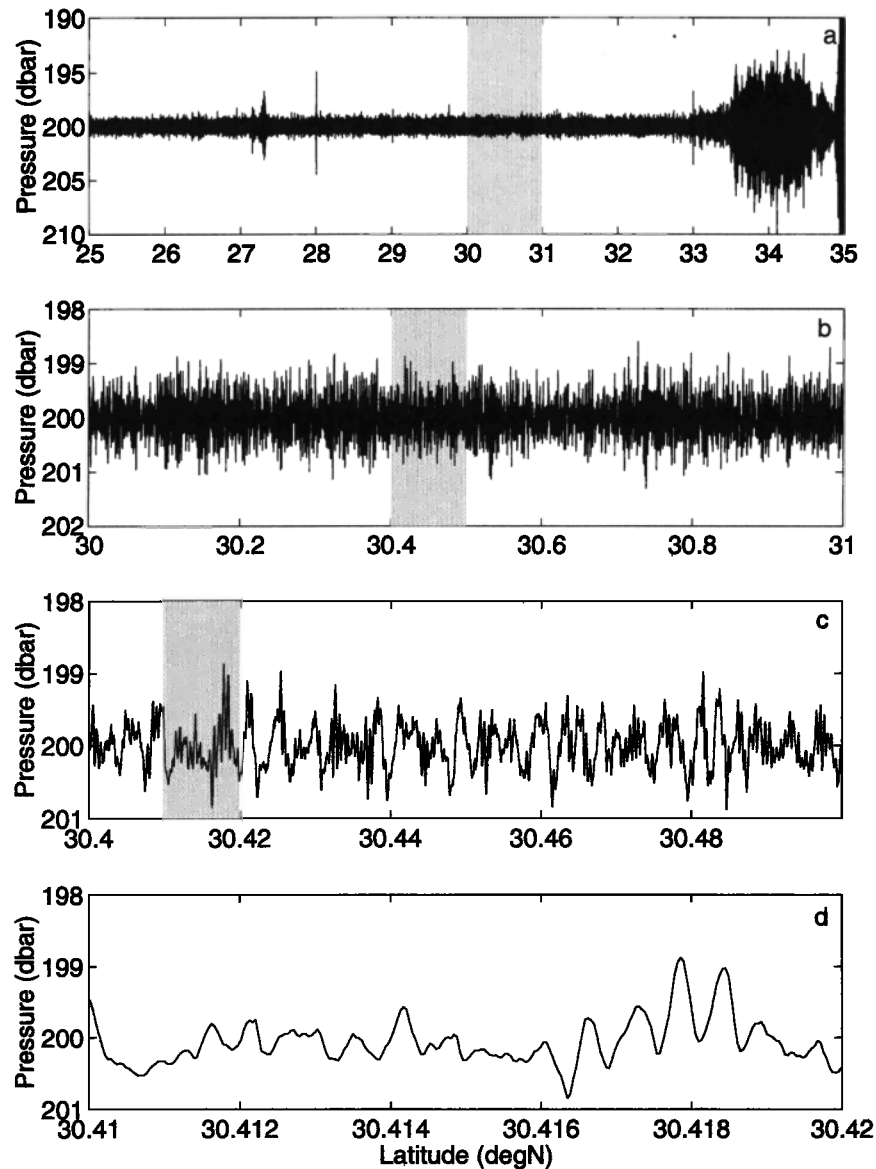 a
Pressure (dbar)
190
195
200
205
210
25 26 27 28 29 30 31 32 33 34 35
b
Pressure (dbar)
198
199
200
201
202
30 30.2 30.4 30.6 30.8 31
c
Pressure (dbar)
198
199
200
201
30.4 30.42 30.44 30.46 30.48
d
Pressure (dbar)
198
199
200
201
30.41 30.412 30.414 30.416 30.418 30.42
Latitude (degN)